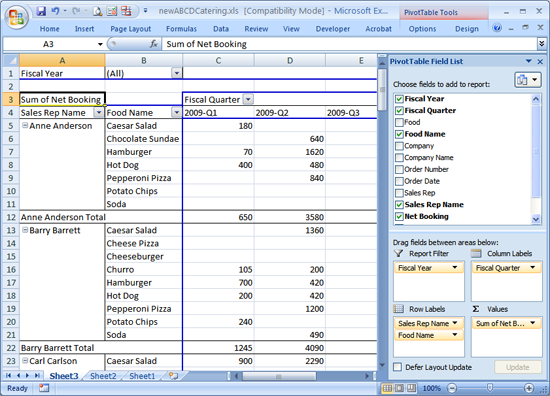 newABCDCatering.xls [Compatibility Mode] - Microsoft Ex...
PivotTable Tools
Home Insert Page Layout Formulas Data Review View Developer Acrobat Options Design
A3 fx Sum of Net Booking
A B C D E
1 Fiscal Year (All)
2
3 Sum of Net Booking Fiscal Quarter
4 Sales Rep Name Food Name 2009-Q1 2009-Q2 2009-Q3
5 Anne Anderson Caesar Salad 180
6 Chocolate Sundae 640
7 Hamburger 70 1620
8 Hot Dog 400 480
9 Pepperoni Pizza 840
10 Potato Chips
11 Soda
12 Anne Anderson Total 650 3580
13 Barry Barrett Caesar Salad 1360
14 Cheese Pizza
15 Cheeseburger
16 Churro 105 200
17 Hamburger 700 420
18 Hot Dog 200 420
19 Pepperoni Pizza 1200
20 Potato Chips 240
21 Soda 490
22 Barry Barrett Total 1245 4090
23 Carl Carlson Caesar Salad 900 2290
Sheet3 Sheet2 Sheet1
Ready
PivotTable Field List
Choose fields to add to report:
Fiscal Year
Fiscal Quarter
Food
Food Name
Company
Company Name
Order Number
Order Date
Sales Rep
Sales Rep Name
Net Booking
Drag fields between areas below:
Report Filter Column Labels
Fiscal Year Fiscal Quarter
Row Labels Σ Values
Sales Rep Name Sum of Net B...
Food Name
Defer Layout Update Update
100%